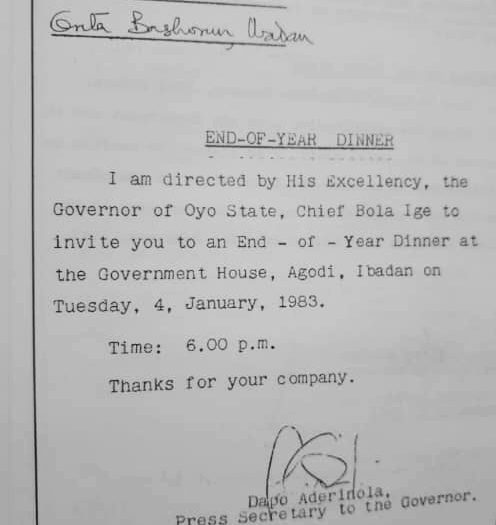 Bashorun, Ibadan
END-OF-YEAR DINNER
I am directed by His Excellency, the
Governor of Oyo State, Chief Bola Ige to
invite you to an End - of - Year Dinner at
the Government House, Agodi, Ibadan on
Tuesday, 4, January, 1983.
Time: 6.00 p.m.
Thanks for your company.
Dapo Aderinola,
Press Secretary to the Governor.